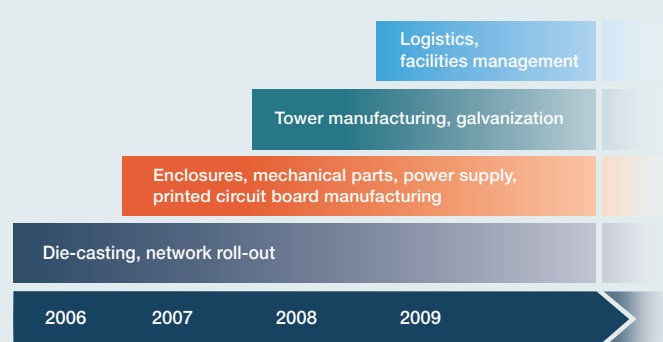 Logistics,
facilities management
Tower manufacturing, galvanization
Enclosures, mechanical parts, power supply,
printed circuit board manufacturing
Die-casting, network roll-out
2006 2007 2008 2009